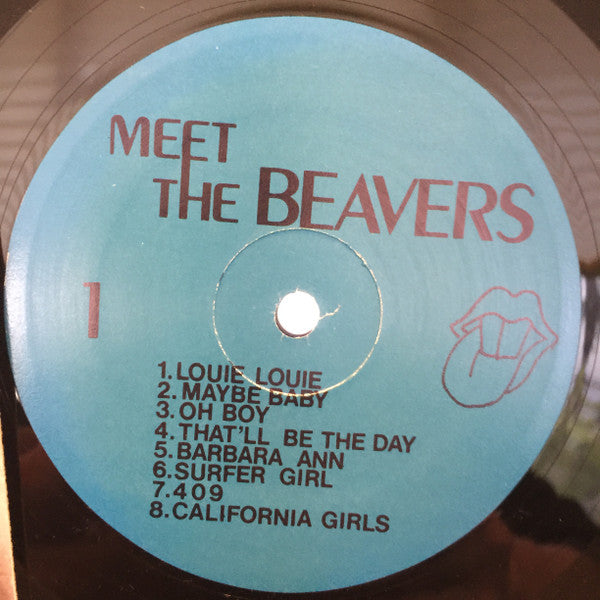 MEET
THE BEAVERS
1
1. LOUIE LOUIE
2. MAYBE BABY
3. OH BOY
4. THAT'LL BE THE DAY
5. BARBARA ANN
6. SURFER GIRL
7. 409
8. CALIFORNIA GIRLS